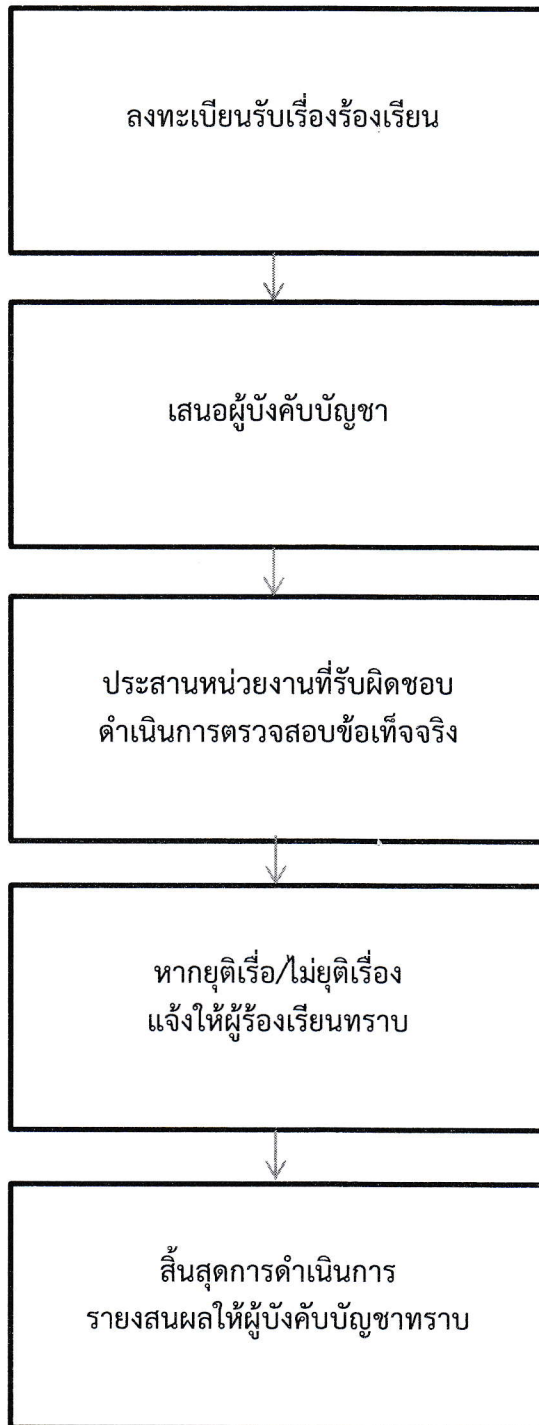 ลงทะเบียนรับเรื่องร้องเรียน
เสนอผู้บังคับบัญชา
ประสานหน่วยงานที่รับผิดชอบ
ดำเนินการตรวจสอบข้อเท็จจริง
หากยุติเรื่อ/ไม่ยุติเรื่อง
แจ้งให้ผู้ร้องเรียนทราบ
สิ้นสุดการดำเนินการ
รายงสนผลให้ผู้บังคับบัญชาทราบ